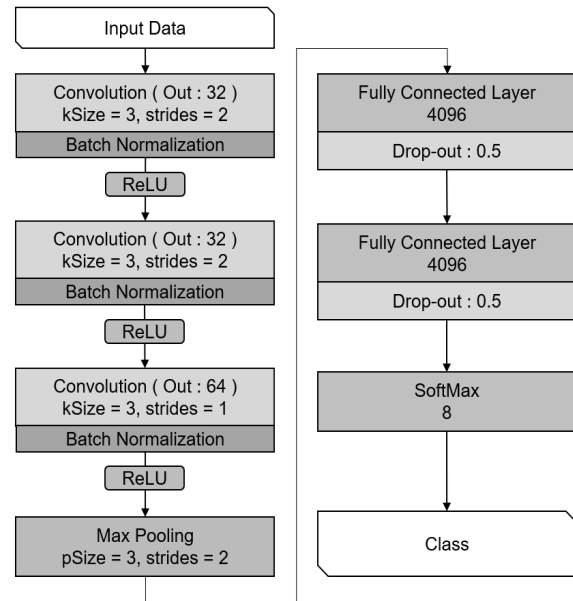 Input Data
Convolution ( Out : 32 )
kSize = 3, strides = 2
Batch Normalization
ReLU
Convolution ( Out : 32 )
kSize = 3, strides = 2
Batch Normalization
ReLU
Convolution ( Out : 64 )
kSize = 3, strides = 1
Batch Normalization
ReLU
Max Pooling
pSize = 3, strides = 2
Fully Connected Layer
4096
Drop-out : 0.5
Fully Connected Layer
4096
Drop-out : 0.5
SoftMax
8
Class